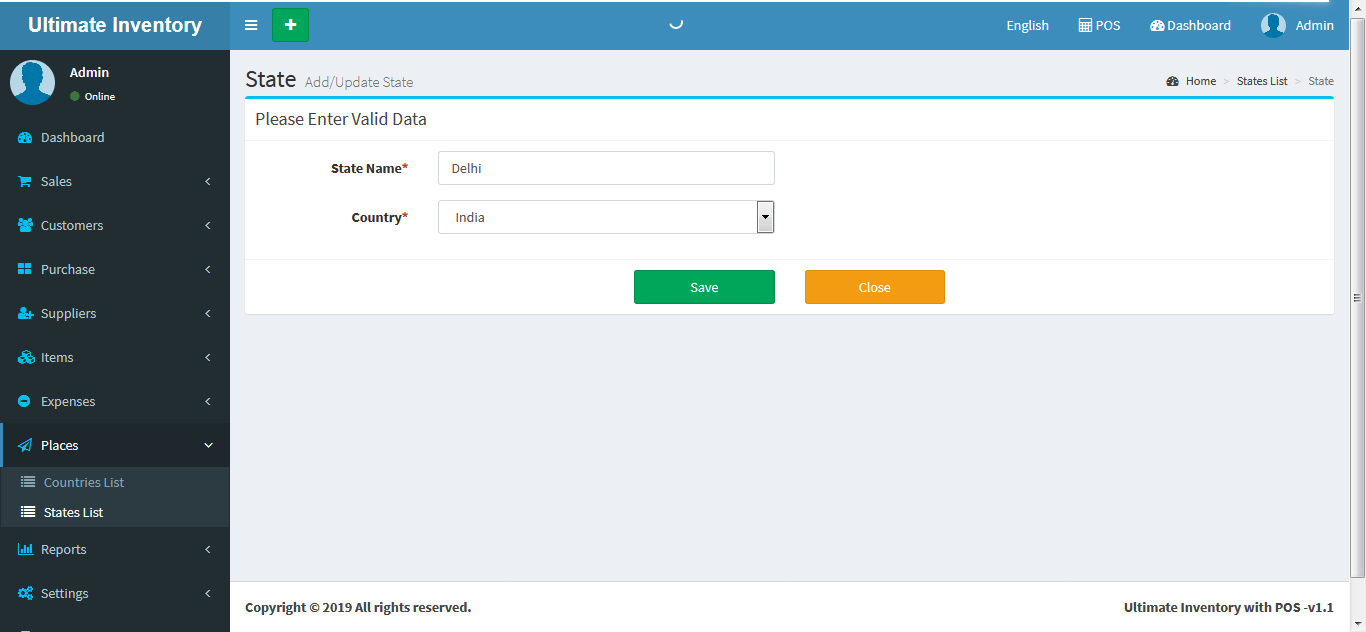 Ultimate Inventory
+
English
POS
Dashboard
Admin
Admin
Online
Dashboard
Sales
Customers
Purchase
Suppliers
Items
Expenses
Places
Countries List
States List
Reports
Settings
State Add/Update State
Home > States List > State
Please Enter Valid Data
State Name* Delhi
Country* India
Save Close
Copyright © 2019 All rights reserved.
Ultimate Inventory with POS -v1.1